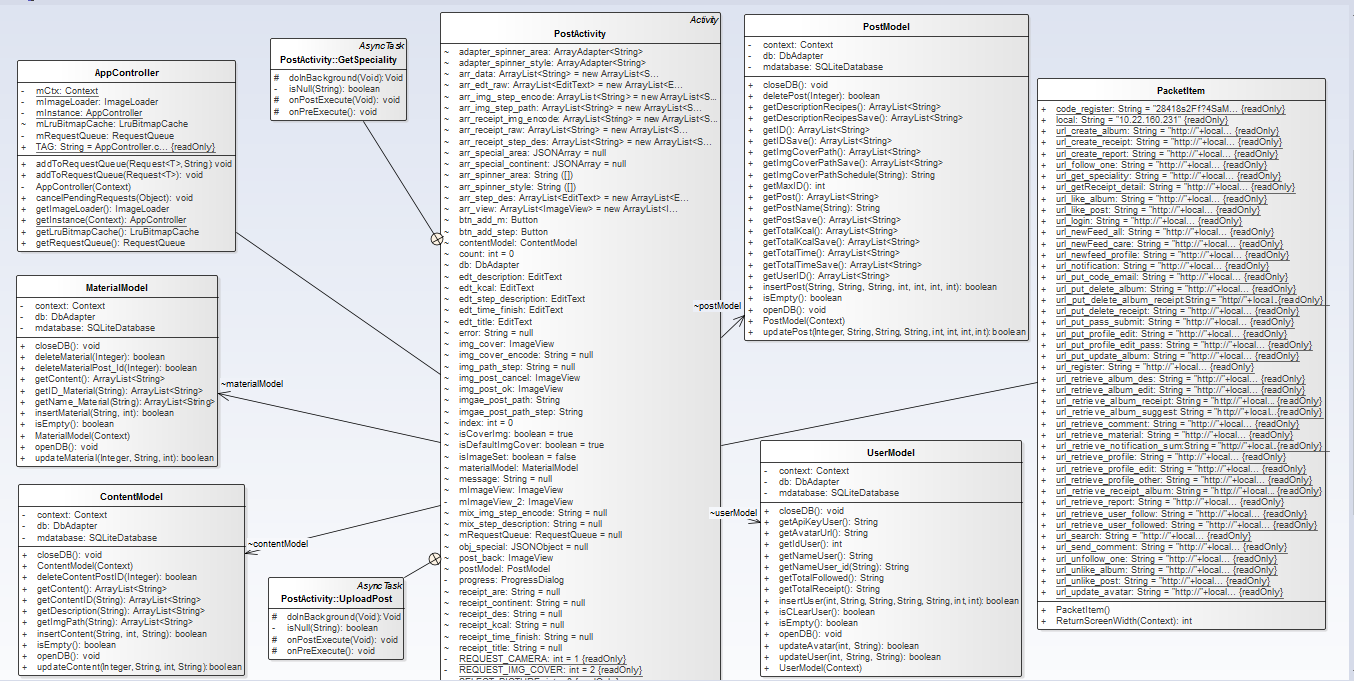 AppController
- mCtx: Context
- mImageLoader: ImageLoader
- mInstance: AppController
~ mLruBitmapCache: LruBitmapCache
- mRequestQueue: RequestQueue
+ TAG: String = AppController.c... {readOnly}
+ addToRequestQueue(Request<T>, String) void
+ addToRequestQueue(Request<T>): void
- AppController(Context)
+ cancelPendingRequests(Object): void
+ getImageLoader(): ImageLoader
+ getInstance(Context): AppController
+ getLruBitmapCache(): LruBitmapCache
+ getRequestQueue(): RequestQueue
MaterialModel
- context: Context
- db: DbAdapter
- mdatabase: SQLiteDatabase
+ closeDB(): void
+ deleteMaterial(Integer): boolean
+ deleteMaterialPost_Id(Integer): boolean
+ getContent(): ArrayList<String>
+ getID_Material(String): ArrayList<String>
+ getName_Material(String): ArrayList<String>
+ insertMaterial(String, int): boolean
+ isEmpty(): boolean
+ MaterialModel(Context)
+ openDB(): void
+ updateMaterial(Integer, String, int): boolean
~materialModel
ContentModel
- context: Context
- db: DbAdapter
- mdatabase: SQLiteDatabase
+ closeDB(): void
+ ContentModel(Context)
+ deleteContentPostID(Integer): boolean
+ getContent(): ArrayList<String>
+ getContentID(String): ArrayList<String>
+ getDescription(String): ArrayList<String>
+ getImgPath(String): ArrayList<String>
+ insertContent(String, int, String): boolean
+ isEmpty(): boolean
+ openDB(): void
+ updateContent(Integer, String, int, String): boolean
~contentModel
AsyncTask
PostActivity::GetSpeciality
# doInBackground(Void): Void
- isNull(String): boolean
# onPostExecute(Void): void
# onPreExecute(): void
AsyncTask
PostActivity::UploadPost
# doInBackground(Void): Void
- isNull(String): boolean
# onPostExecute(Void): void
# onPreExecute(): void
Activity
PostActivity
~ adapter_spinner_area: ArrayAdapter<String>
~ adapter_spinner_style: ArrayAdapter<String>
~ arr_data: ArrayList<String> = new ArrayList<S...
~ arr_edt_raw: ArrayList<EditText> = new ArrayList<E...
~ arr_img_step_encode: ArrayList<String> = new ArrayList<S...
~ arr_img_step_path: ArrayList<String> = new ArrayList<S...
~ arr_receipt_img_encode: ArrayList<String> = new ArrayList<S...
~ arr_receipt_raw: ArrayList<String> = new ArrayList<S...
~ arr_receipt_step_des: ArrayList<String> = new ArrayList<S...
~ arr_special_area: JSONArray = null
~ arr_special_continent: JSONArray = null
~ arr_spinner_area: String ([])
~ arr_spinner_style: String ([])
~ arr_step_des: ArrayList<EditText> = new ArrayList<E...
~ arr_view: ArrayList<ImageView> = new ArrayList<I...
~ btn_add_m: Button
~ btn_add_step: Button
~ contentModel: ContentModel
~ count: int = 0
~ db: DbAdapter
~ edt_description: EditText
~ edt_kcal: EditText
~ edt_step_description: EditText
~ edt_time_finish: EditText
~ edt_title: EditText
~ error: String = null
~ img_cover: ImageView
~ img_cover_encode: String = null
~ img_path_step: String = null
~ img_post_cancel: ImageView
~ img_post_ok: ImageView
~ imgae_post_path: String
~ imgae_post_path_step: String
~ index: int = 0
~ isCoverImg: boolean = true
~ isDefaultImgCover: boolean = true
~ isImageSet: boolean = false
~ materialModel: MaterialModel
~ message: String = null
- mImageView: ImageView
- mImageView_2: ImageView
~ mix_img_step_encode: String = null
~ mix_step_description: String = null
~ mRequestQueue: RequestQueue = null
~ obj_special: JSONObject = null
~ post_back: ImageView
~ postModel: PostModel
- progress: ProgressDialog
~ receipt_are: String = null
~ receipt_continent: String = null
~ receipt_des: String = null
~ receipt_kcal: String = null
~ receipt_time_finish: String = null
~ receipt_title: String = null
- REQUEST_CAMERA: int = 1 {readOnly}
- REQUEST_IMG_COVER: int = 2 {readOnly}
PostModel
- context: Context
- db: DbAdapter
- mdatabase: SQLiteDatabase
+ closeDB(): void
+ deletePost(Integer): boolean
+ getDescriptionRecipes(): ArrayList<String>
+ getDescriptionRecipesSave(): ArrayList<String>
+ getID(): ArrayList<String>
+ getIDSave(): ArrayList<String>
+ getImgCoverPath(): ArrayList<String>
+ getImgCoverPathSave(): ArrayList<String>
+ getImgCoverPathSchedule(String): String
+ getMaxID(): int
+ getPost(): ArrayList<String>
+ getPostName(String): String
+ getPostSave(): ArrayList<String>
+ getTotalKcal(): ArrayList<String>
+ getTotalKcalSave(): ArrayList<String>
+ getTotalTime(): ArrayList<String>
+ getTotalTimeSave(): ArrayList<String>
+ getUserID(): ArrayList<String>
+ insertPost(String, String, String, int, int, int, int): boolean
+ isEmpty(): boolean
+ openDB(): void
+ PostModel(Context)
+ updatePost(Integer, String, String, String, int, int, int, int): boolean
~postModel
UserModel
- context: Context
- db: DbAdapter
- mdatabase: SQLiteDatabase
+ closeDB(): void
+ getApiKeyUser(): String
+ getAvatarUrl(): String
+ getIdUser(): int
+ getNameUser(): String
+ getNameUser_id(String): String
+ getTotalFollowed(): String
+ getTotalReceipt(): String
+ insertUser(int, String, String, String, String, int, int): boolean
+ isCLearUser(): boolean
+ isEmpty(): boolean
+ openDB(): void
+ updateAvatar(int, String): boolean
+ updateUser(int, String, String): boolean
+ UserModel(Context)
~userModel
PacketItem
+ code_register: String = "28418s2Ff?4SaM... {readOnly}
+ local: String = "10.22.160.231" {readOnly}
+ url_create_album: String = "http://"+local... {readOnly}
+ url_create_receipt: String = "http://"+local... {readOnly}
+ url_create_report: String = "http://"+local... {readOnly}
+ url_follow_one: String = "http://"+local... {readOnly}
+ url_get_speciality: String = "http://"+local... {readOnly}
+ url_getReceipt_detail: String = "http://"+local... {readOnly}
+ url_like_album: String = "http://"+local... {readOnly}
+ url_like_post: String = "http://"+local... {readOnly}
+ url_login: String = "http://"+local... {readOnly}
+ url_newFeed_all: String = "http://"+local... {readOnly}
+ url_newFeed_care: String = "http://"+local... {readOnly}
+ url_newfeed_profile: String = "http://"+local... {readOnly}
+ url_notification: String = "http://"+local... {readOnly}
+ url_put_code_email: String = "http://"+local... {readOnly}
+ url_put_delete_album: String = "http://"+local... {readOnly}
+ url_put_delete_album_receipt: String = "http://"+local... {readOnly}
+ url_put_delete_receipt: String = "http://"+local... {readOnly}
+ url_put_pass_submit: String = "http://"+local... {readOnly}
+ url_put_profile_edit: String = "http://"+local... {readOnly}
+ url_put_profile_edit_pass: String = "http://"+local... {readOnly}
+ url_put_update_album: String = "http://"+local... {readOnly}
+ url_register: String = "http://"+local... {readOnly}
+ url_retrieve_album_des: String = "http://"+local... {readOnly}
+ url_retrieve_album_edit: String = "http://"+local... {readOnly}
+ url_retrieve_album_receipt: String = "http://"+local... {readOnly}
+ url_retrieve_album_suggest: String = "http://"+local... {readOnly}
+ url_retrieve_comment: String = "http://"+local... {readOnly}
+ url_retrieve_material: String = "http://"+local... {readOnly}
+ url_retrieve_notification_sum: String = "http://"+local... {readOnly}
+ url_retrieve_profile: String = "http://"+local... {readOnly}
+ url_retrieve_profile_edit: String = "http://"+local... {readOnly}
+ url_retrieve_profile_other: String = "http://"+local... {readOnly}
+ url_retrieve_receipt_album: String = "http://"+local... {readOnly}
+ url_retrieve_report: String = "http://"+local... {readOnly}
+ url_retrieve_user_follow: String = "http://"+local... {readOnly}
+ url_retrieve_user_followed: String = "http://"+local... {readOnly}
+ url_search: String = "http://"+local... {readOnly}
+ url_send_comment: String = "http://"+local... {readOnly}
+ url_unfollow_one: String = "http://"+local... {readOnly}
+ url_unlike_album: String = "http://"+local... {readOnly}
+ url_unlike_post: String = "http://"+local... {readOnly}
+ url_update_avatar: String = "http://"+local... {readOnly}
+ PacketItem()
+ ReturnScreenWidth(Context): int